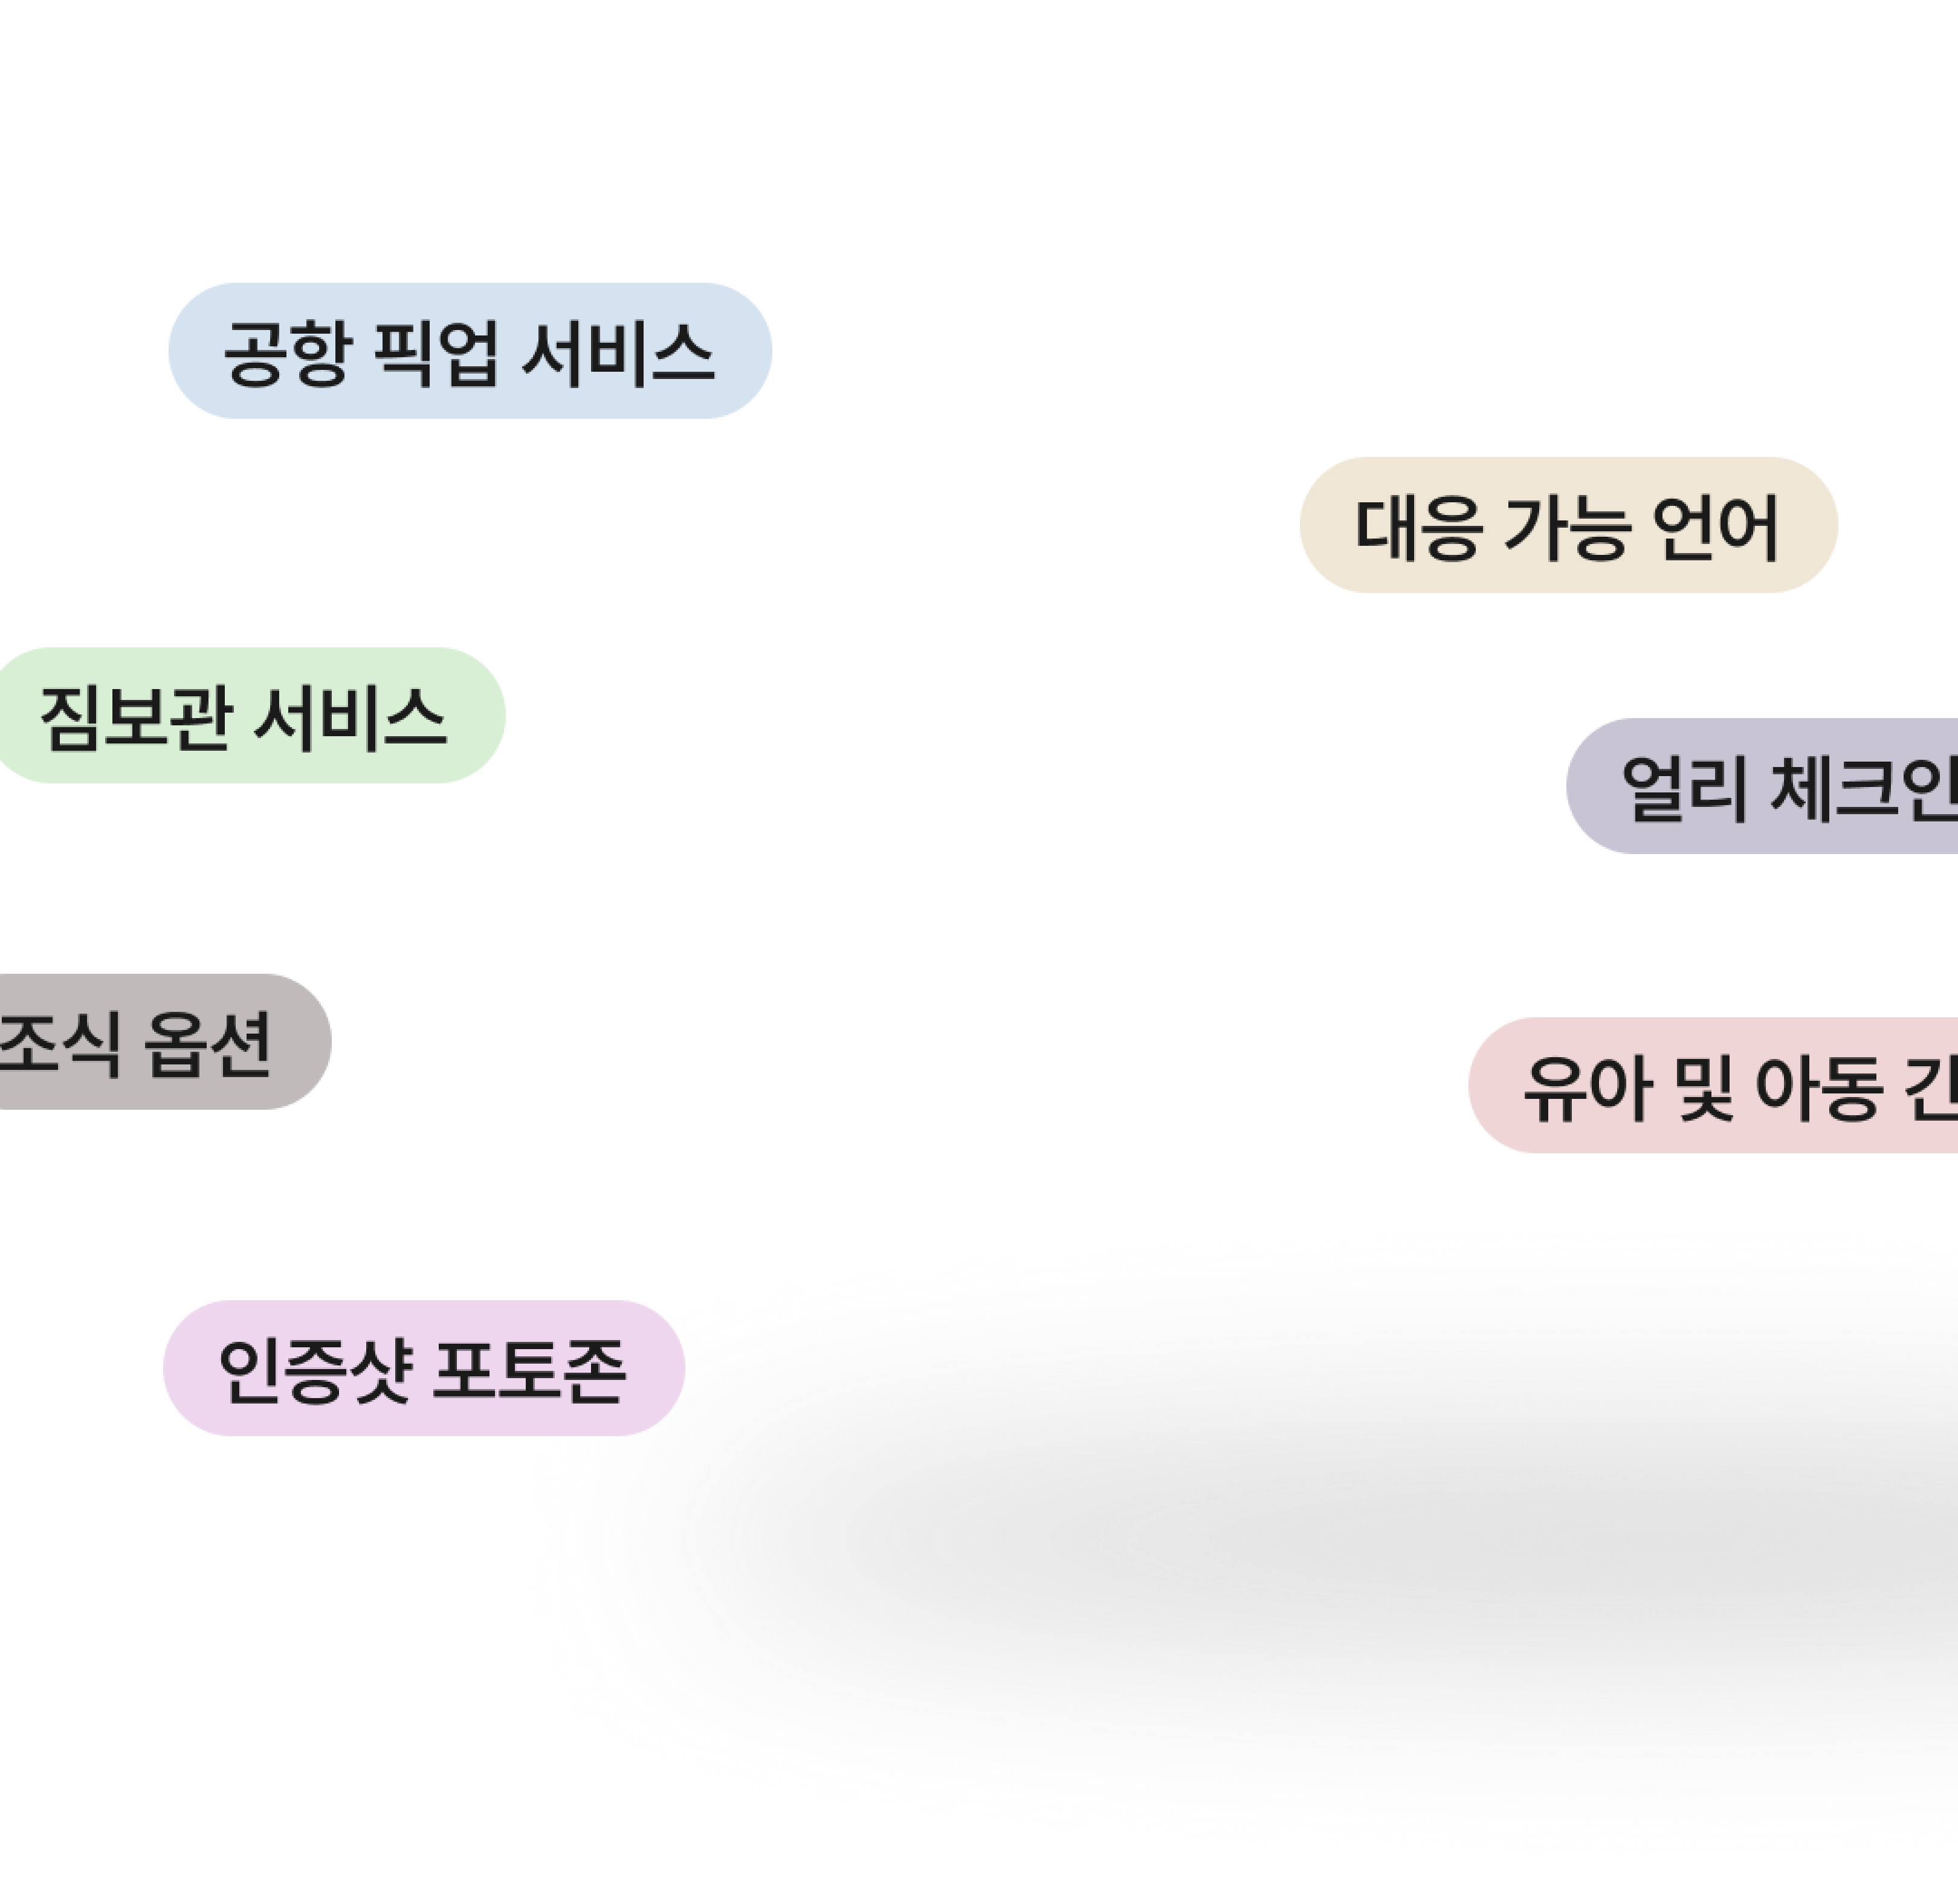 공항 픽업 서비스
대응 가능 언어
짐보관 서비스
얼리 체크인
조식 옵션
유아 및 아동
인증샷 포토존